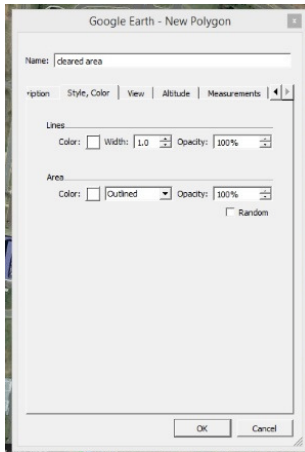 Google Earth - New Polygon
x
Name: cleared area
ription Style, Color View Altitude Measurements
Lines
Color: Width: 1.0 Opacity: 100%
Area
Color: Outlined Opacity: 100%
Random
OK Cancel